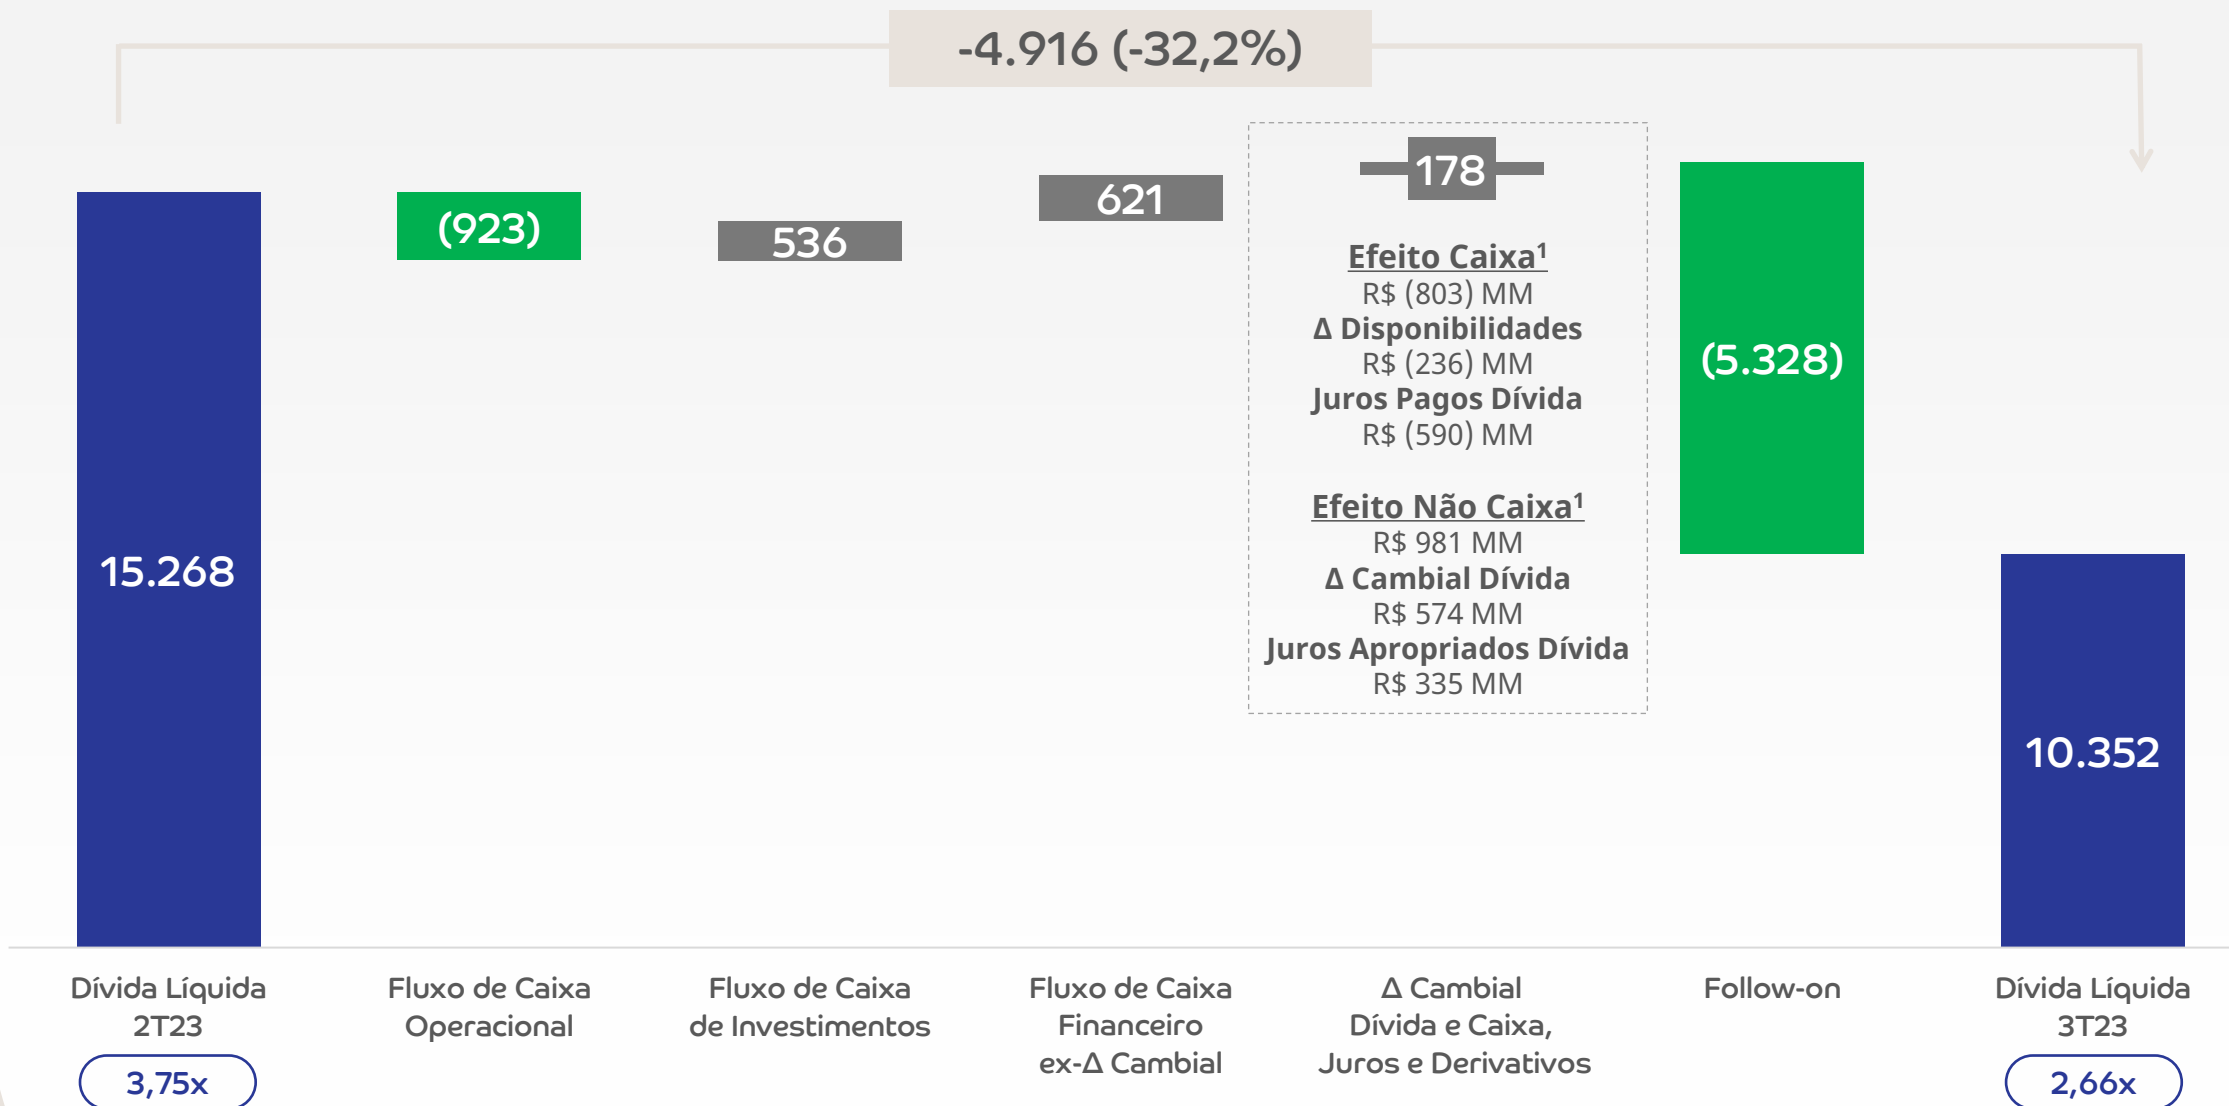 -4.916 (-32,2%)
15.268
(923)
536
621
178
Efeito Caixa¹
R$ (803) MM
Δ Disponibilidades
R$ (236) MM
Juros Pagos Dívida
R$ (590) MM
Efeito Não Caixa¹
R$ 981 MM
Δ Cambial Dívida
R$ 574 MM
Juros Apropriados Dívida
R$ 335 MM
(5.328)
10.352
Dívida Líquida
2T23
3,75x
Fluxo de Caixa
Operacional
Fluxo de Caixa
de Investimentos
Fluxo de Caixa
Financeiro
ex-Δ Cambial
Δ Cambial
Dívida e Caixa,
Juros e Derivativos
Follow-on
Dívida Líquida
3T23
2,66x